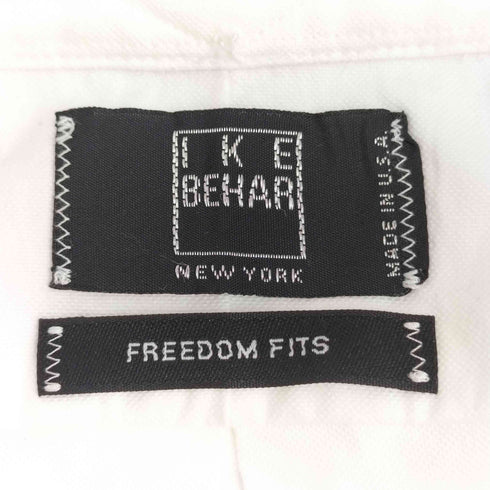 IKE
BEHAR
NEW YORK
MADE IN U.S.A.
FREEDOM FITS